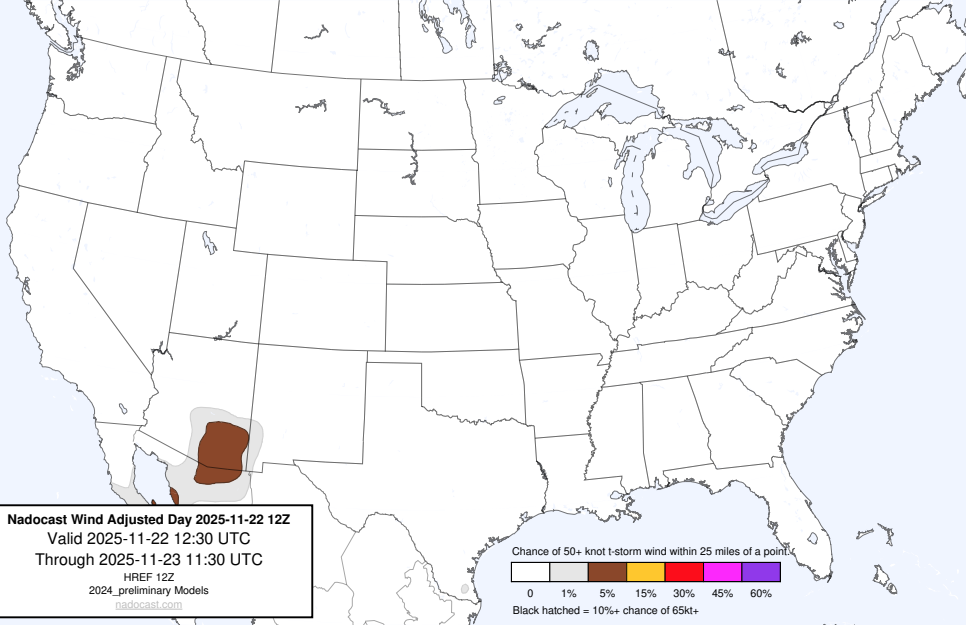 Nadocast Wind Adjusted Day 2025-11-22 12Z
Valid 2025-11-22 12:30 UTC
Through 2025-11-23 11:30 UTC
HREF 12Z
2024_preliminary Models
nadocast.com
Chance of 50+ knot t-storm wind within 25 miles of a point.
0 1% 5% 15% 30% 45% 60%
Black hatched = 10%+ chance of 65kt+